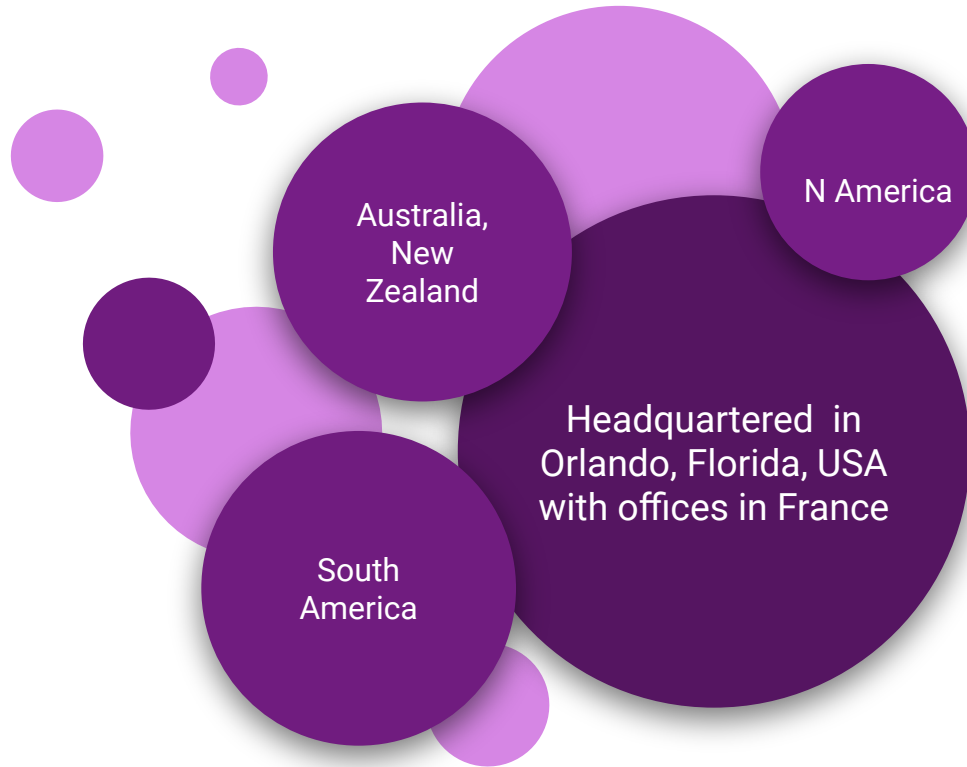 N America
Australia,
New
Zealand
Headquartered  in
Orlando, Florida, USA
with offices in France
South
America